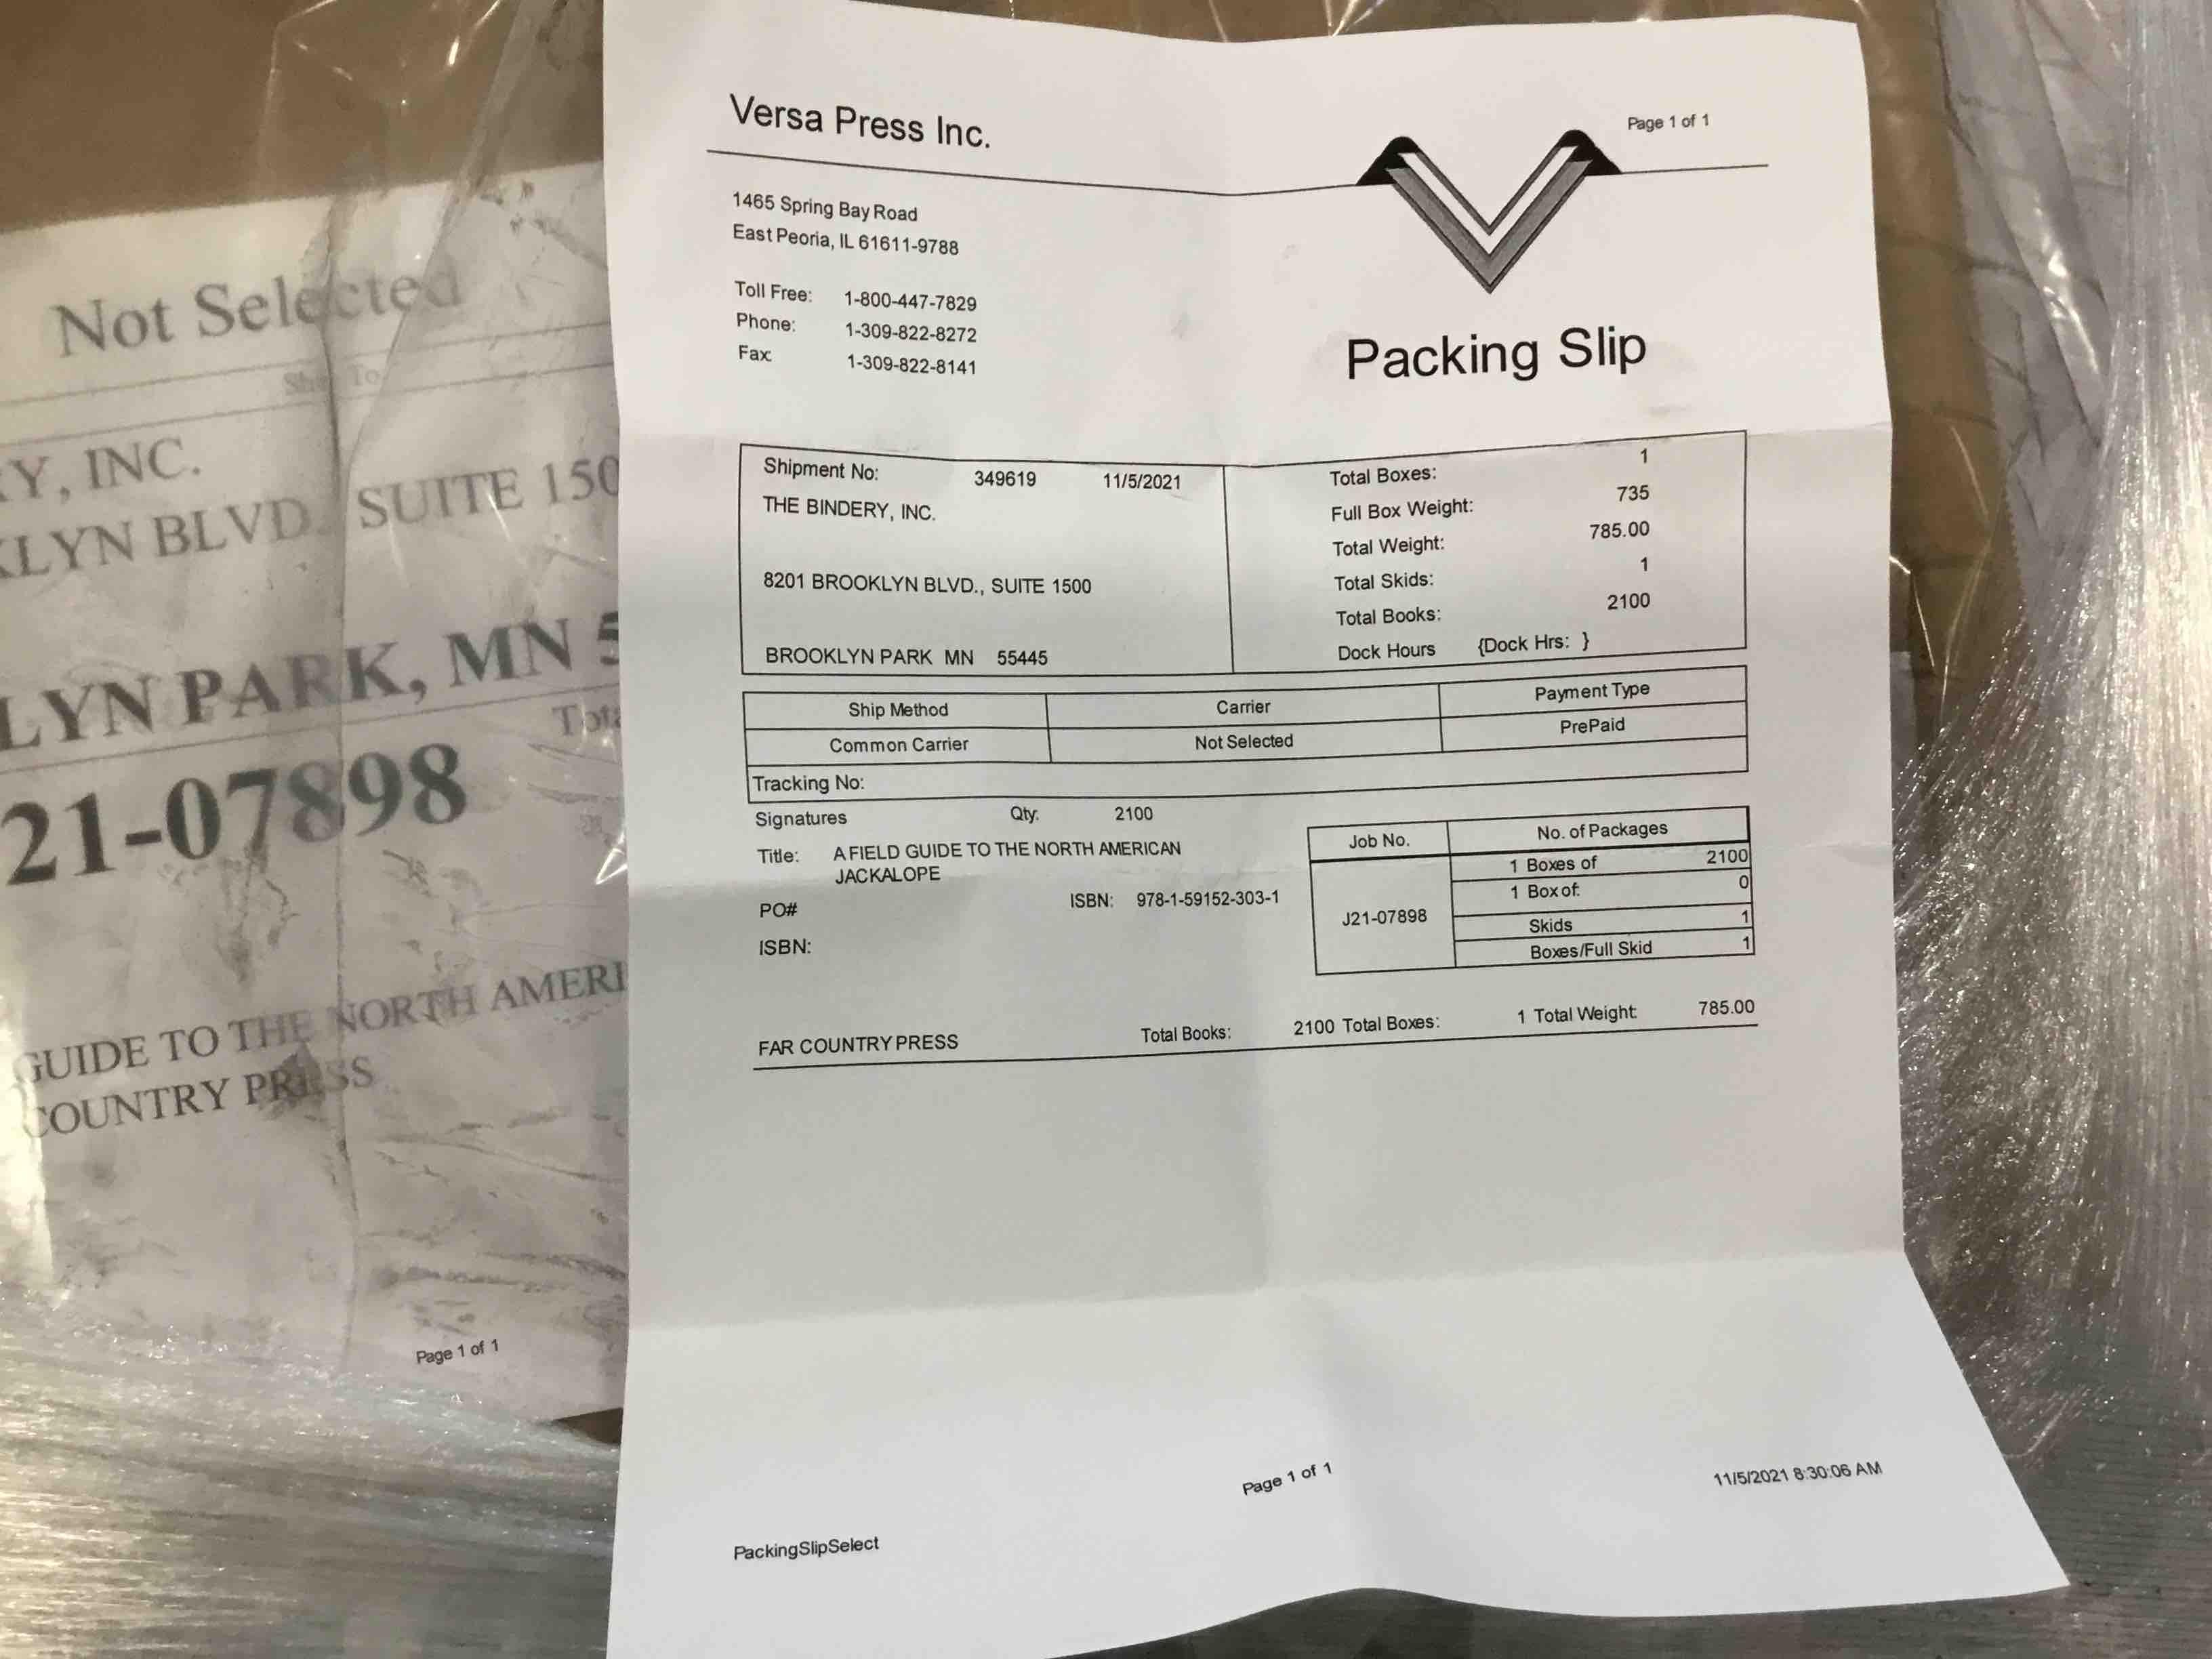 Versa Press Inc.
Page 1 of 1
1465 Spring Bay Road
East Peoria, IL 61611-9788
Toll Free: 1-800-447-7829
Phone: 1-309-822-8272
Fax: 1-309-822-8141
Packing Slip
Shipment No: 349619 11/5/2021
THE BINDERY, INC.
8201 BROOKLYN BLVD., SUITE 1500
BROOKLYN PARK MN 55445
Total Boxes: 1
Full Box Weight: 735
Total Weight: 785.00
Total Skids: 1
Total Books: 2100
Dock Hours {Dock Hrs: }
Ship Method Carrier Payment Type
Common Carrier Not Selected PrePaid
Tracking No:
Signatures Qty: 2100
Title: A FIELD GUIDE TO THE NORTH AMERICAN
JACKALOPE
PO# ISBN: 978-1-59152-303-1
ISBN:
Job No. No. of Packages
J21-07898
1 Boxes of 2100
1 Box of: 0
Skids 1
Boxes/Full Skid 1
FAR COUNTRY PRESS Total Books: 2100 Total Boxes: 1 Total Weight: 785.00
Page 1 of 1
11/5/2021 8:30:06 AM
PackingSlipSelect
Not Selected
Ship To
Y, INC.
KLYN BLVD. SUITE 150
LYN PARK, MN 5
Tot
21-07898
GUIDE TO THE NORTH AMERI
COUNTRY PRESS
Page 1 of 1